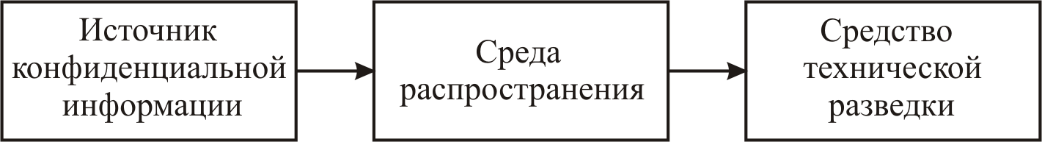 Источник
конфиденциальной
информации
Среда
распространения
Средство
технической
разведки